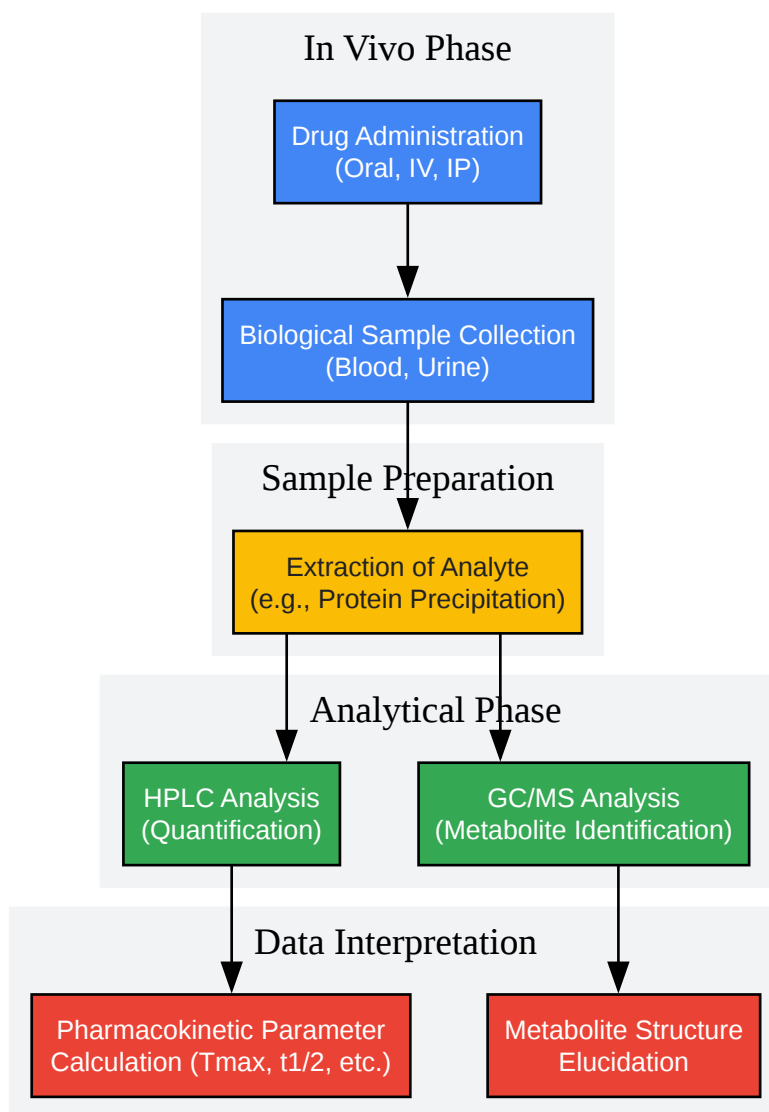 In Vivo Phase
Drug Administration
(Oral, IV, IP)
Biological Sample Collection
(Blood, Urine)
Sample Preparation
Extraction of Analyte
(e.g., Protein Precipitation)
Analytical Phase
HPLC Analysis
(Quantification)
GC/MS Analysis
(Metabolite Identification)
Data Interpretation
Pharmacokinetic Parameter
Calculation (Tmax, t1/2, etc.)
Metabolite Structure
Elucidation